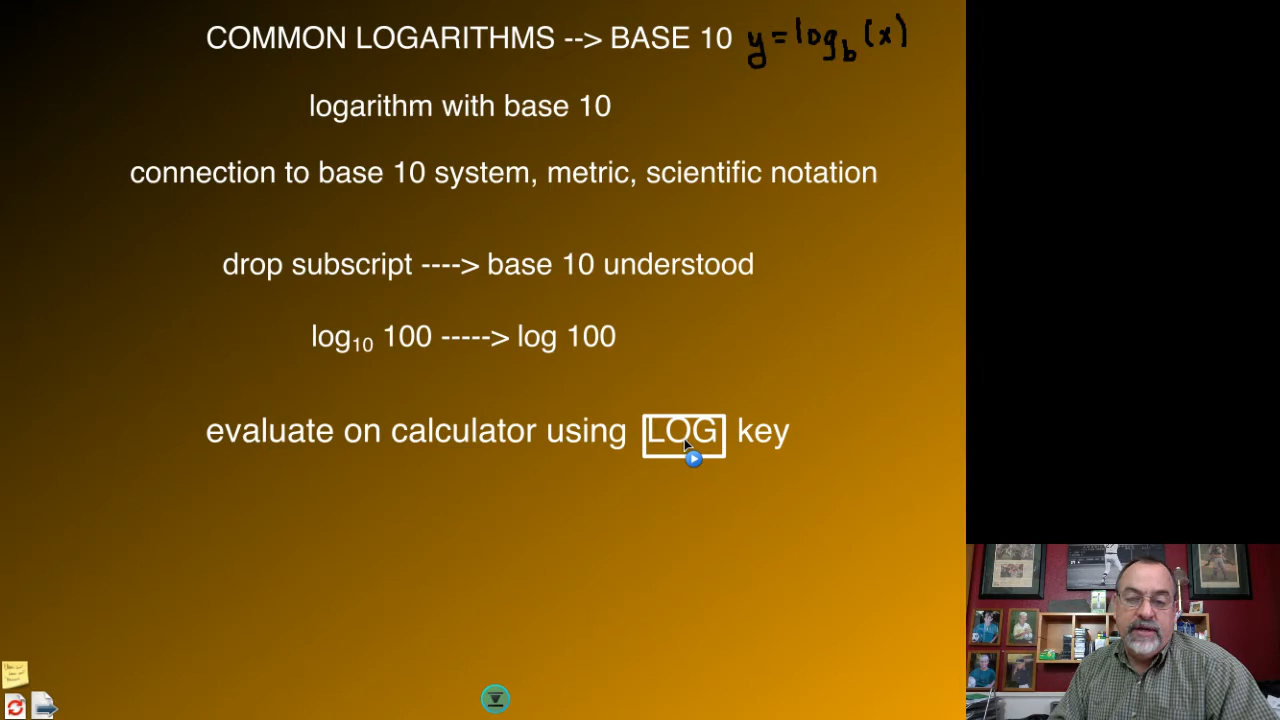 COMMON LOGARITHMS --> BASE 10 y=log_b(x)
logarithm with base 10
connection to base 10 system, metric, scientific notation
drop subscript ----> base 10 understood
log₁₀ 100 -----> log 100
evaluate on calculator using LOG key